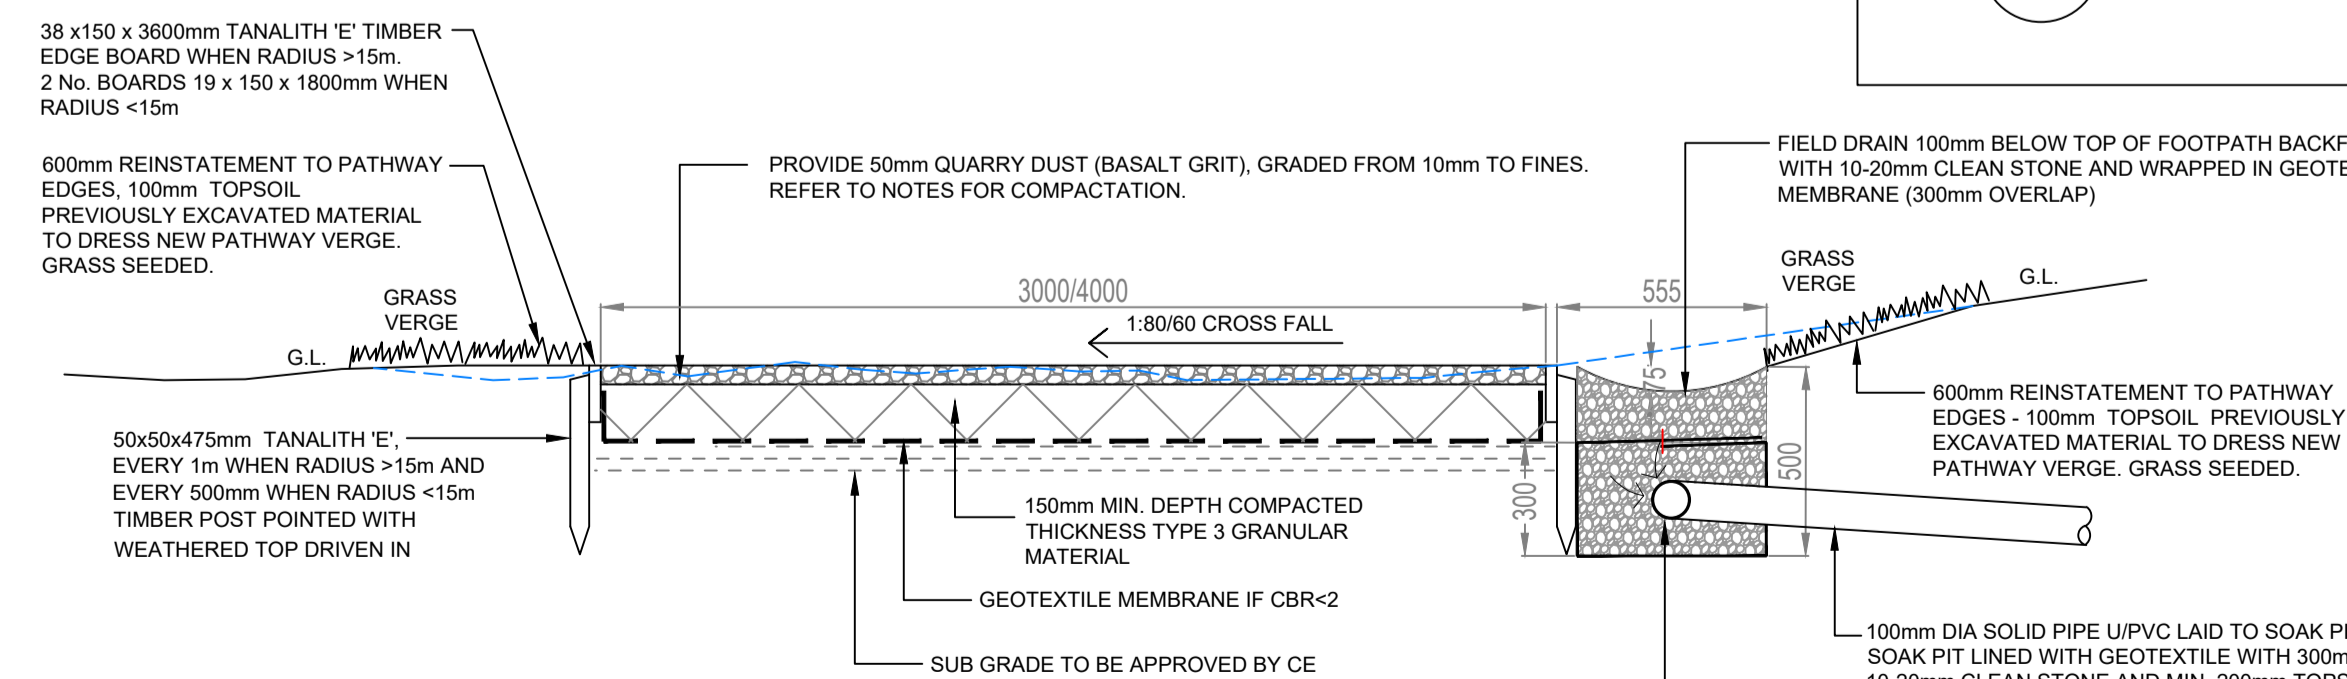 38 x150 x 3600mm TANALITH 'E' TIMBER
EDGE BOARD WHEN RADIUS >15m.
2 No. BOARDS 19 x 150 x 1800mm WHEN
RADIUS <15m
600mm REINSTATEMENT TO PATHWAY
EDGES, 100mm TOPSOIL
PREVIOUSLY EXCAVATED MATERIAL
TO DRESS NEW PATHWAY VERGE.
GRASS SEEDED.
PROVIDE 50mm QUARRY DUST (BASALT GRIT), GRADED FROM 10mm TO FINES.
REFER TO NOTES FOR COMPACTATION.
FIELD DRAIN 100mm BELOW TOP OF FOOTPATH
WITH 10-20mm CLEAN STONE AND WRAPPED IN
MEMBRANE (300mm OVERLAP)
GRASS
VERGE
G.L.
3000/4000
1:80/60 CROSS FALL
555
GRASS
VERGE
G.L.
75
500
300
600mm REINSTATEMENT TO PATHWAY
EDGES - 100mm TOPSOIL PREVIOUSLY
EXCAVATED MATERIAL TO DRESS NEW
PATHWAY VERGE. GRASS SEEDED.
50x50x475mm TANALITH 'E',
EVERY 1m WHEN RADIUS >15m AND
EVERY 500mm WHEN RADIUS <15m
TIMBER POST POINTED WITH
WEATHERED TOP DRIVEN IN
150mm MIN. DEPTH COMPACTED
THICKNESS TYPE 3 GRANULAR
MATERIAL
GEOTEXTILE MEMBRANE IF CBR<2
SUB GRADE TO BE APPROVED BY CE
100mm DIA SOLID PIPE U/PVC LAID TO SOAK
SOAK PIT LINED WITH GEOTEXTILE WITH
10-20mm CLEAN STONE AND MIN. 200mm